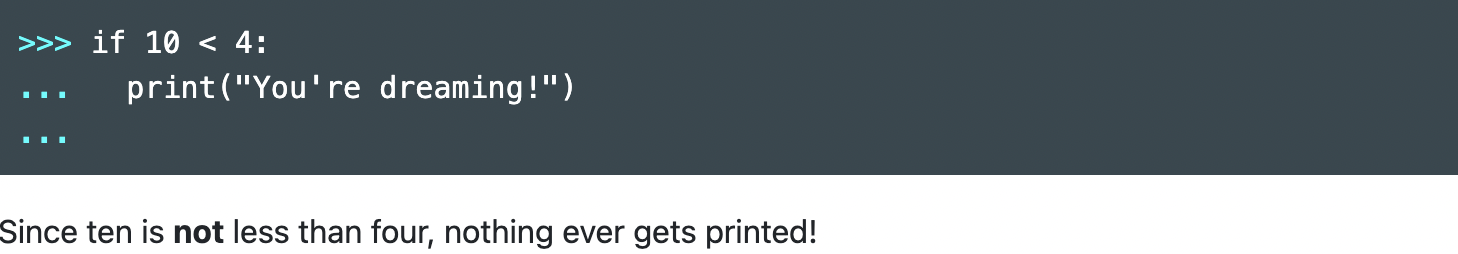 >>> if 10 < 4:
...   print("You're dreaming!")
...
Since ten is not less than four, nothing ever gets printed!